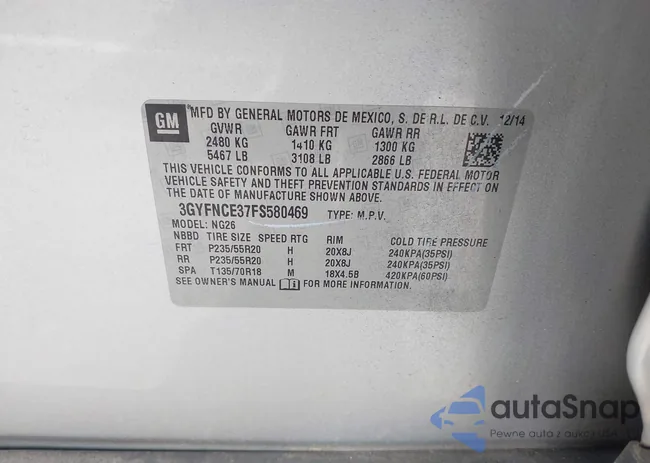 GM
MFD BY GENERAL MOTORS DE MEXICO, S. DE R.L. DE C.V. 12/14
GVWR GAWR FRT GAWR RR
2480 KG 1410 KG 1300 KG
5467 LB 3108 LB 2866 LB
THIS VEHICLE CONFORMS TO ALL APPLICABLE U.S. FEDERAL MOTOR
VEHICLE SAFETY AND THEFT PREVENTION STANDARDS IN EFFECT ON
THE DATE OF MANUFACTURE SHOWN ABOVE.
3GYFNCE37FS580469 TYPE: M.P.V.
MODEL: NG26
NBBD TIRE SIZE SPEED RTG RIM COLD TIRE PRESSURE
FRT P235/55R20 H 20X8J 240KPA(35PSI)
RR P235/55R20 H 20X8J 240KPA(35PSI)
SPA T135/70R18 M 18X4.5B 420KPA(60PSI)
SEE OWNER'S MANUAL FOR MORE INFORMATION.
autaSnap
Pewne auto z aukcji USA